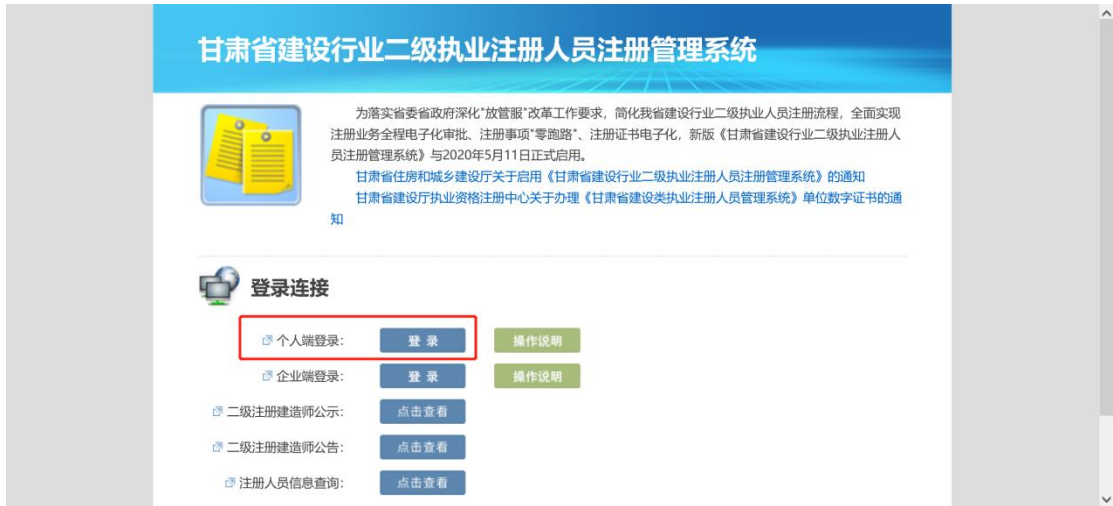 甘肃省建设行业二级执业注册人员注册管理系统
为落实省委省政府深化"放管服"改革工作要求，简化我省建设行业二级执业人员注册流程，全面实现
注册业务全程电子化审批、注册事项"零跑路"、注册证书电子化，新版《甘肃省建设行业二级执业注册人
员注册管理系统》与2020年5月11日正式启用。
甘肃省住房和城乡建设厅关于启用《甘肃省建设行业二级执业注册人员注册管理系统》的通知
甘肃省建设厅执业资格注册中心关于办理《甘肃省建设类执业注册人员管理系统》单位数字证书的通
知
登录连接
个人端登录： 登 录 操作说明
企业端登录： 登 录 操作说明
二级注册建造师公示： 点击查看
二级注册建造师公告： 点击查看
注册人员信息查询： 点击查看